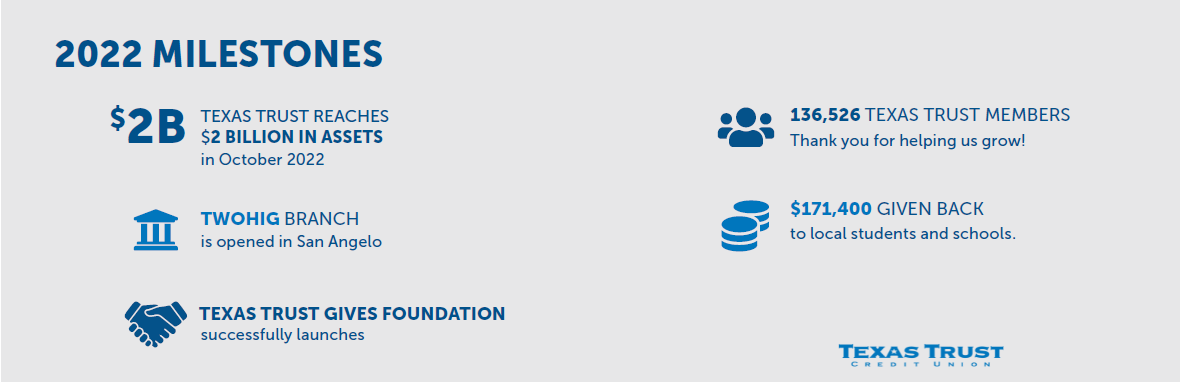 2022 MILESTONES
$2B
TEXAS TRUST REACHES
$2 BILLION IN ASSETS
in October 2022
TWOHIG BRANCH
is opened in San Angelo
TEXAS TRUST GIVES FOUNDATION
successfully launches
136,526 TEXAS TRUST MEMBERS
Thank you for helping us grow!
$171,400 GIVEN BACK
to local students and schools.
TEXAS TRUST
CREDIT UNION